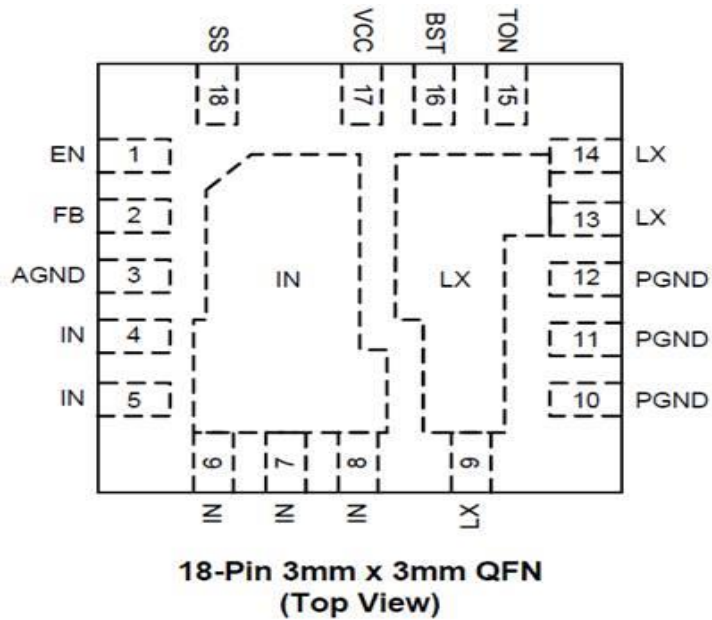 SS VCC BST TON
18 17 16 15
EN 1 14 LX
FB 2 13 LX
AGND 3 IN LX 12 PGND
IN 4 11 PGND
IN 5 10 PGND
6 7 8 9
IN IN IN LX
18-Pin 3mm x 3mm QFN
(Top View)